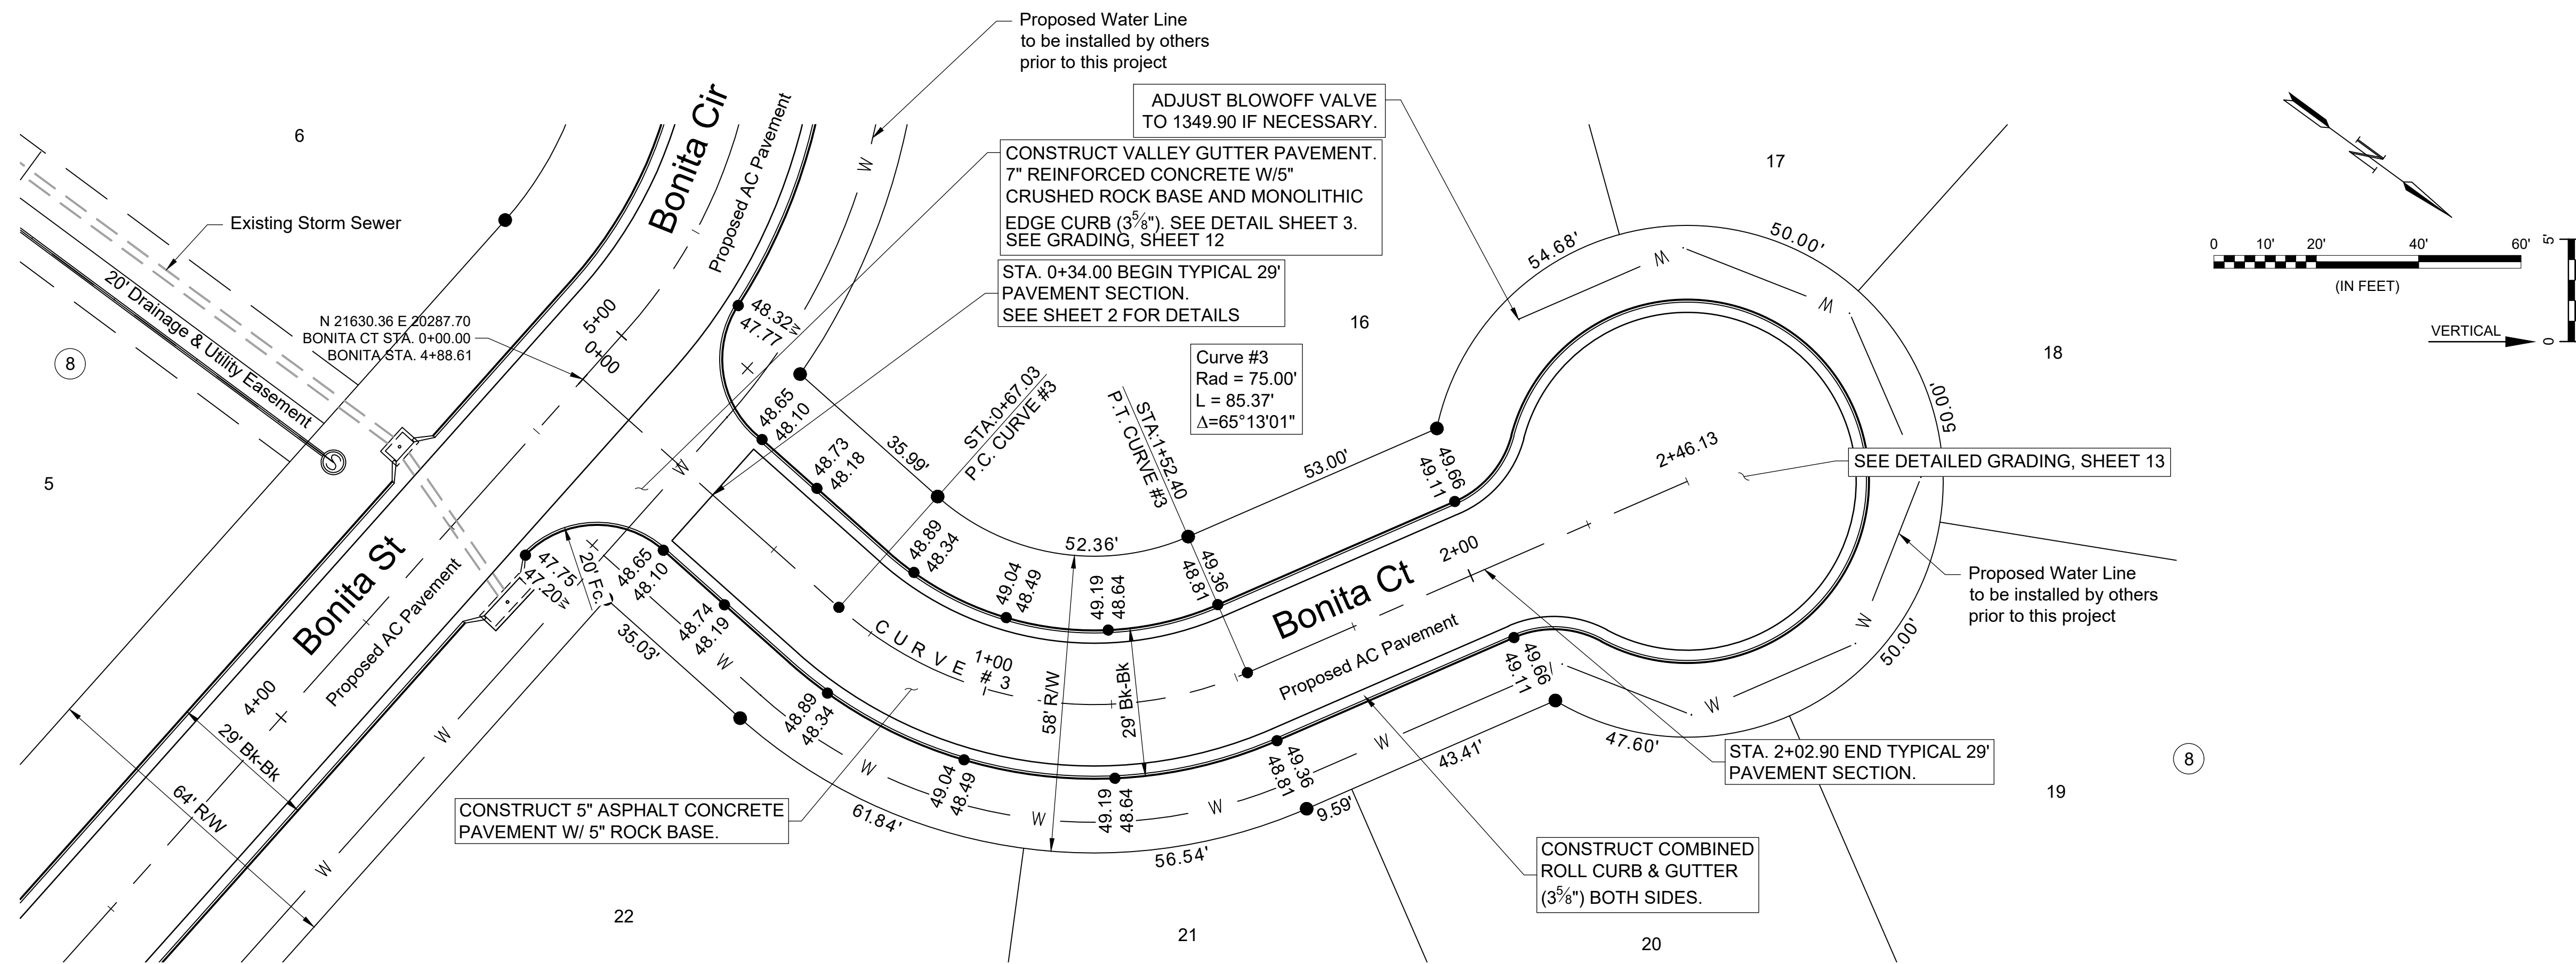 Proposed Water Line
to be installed by others
prior to this project
ADJUST BLOWOFF VALVE
TO 1349.90 IF NECESSARY.
CONSTRUCT VALLEY GUTTER PAVEMENT.
7" REINFORCED CONCRETE W/5"
CRUSHED ROCK BASE AND MONOLITHIC
EDGE CURB (3⅝"). SEE DETAIL SHEET 3.
SEE GRADING, SHEET 12
STA. 0+34.00 BEGIN TYPICAL 29'
PAVEMENT SECTION.
SEE SHEET 2 FOR DETAILS
Curve #3
Rad = 75.00'
L = 85.37'
Δ=65°13'01"
6
Existing Storm Sewer
20' Drainage & Utility Easement
N 21630.36 E 20287.70
BONITA CT STA. 0+00.00
BONITA STA. 4+88.61
8
5
S
Bonita Cir
Proposed AC Pavement
W
5+00
0+00
48.32
47.77
W
48.65
48.10
48.73
48.18
48.89
48.34
49.04
48.49
49.19
48.64
49.36
48.81
49.66
49.11
35.99'
STA:0+67.03
P.C. CURVE #3
STA:1+52.40
P.T. CURVE #3
52.36'
53.00'
54.68'
50.00'
50.00'
50.00'
47.60'
16
17
18
W
W
W
W
W
2+46.13
SEE DETAILED GRADING, SHEET 13
N
0 10' 20' 40' 60'
(IN FEET)
VERTICAL
5'
0
Proposed Water Line
to be installed by others
prior to this project
Bonita St
Proposed AC Pavement
4+00
29' Bk-Bk
64' R/W
W
W
47.75
47.20
W
20' Fc.
48.65
48.10
48.74
48.19
48.89
48.34
49.04
48.49
49.19
48.64
49.36
48.81
49.66
49.11
35.03'
CURVE
# 3
1+00
58' R/W
29' Bk-Bk
Bonita Ct
Proposed AC Pavement
2+00
W
W
W
W
W
61.84'
56.54'
9.59'
43.41'
CONSTRUCT 5" ASPHALT CONCRETE
PAVEMENT W/ 5" ROCK BASE.
STA. 2+02.90 END TYPICAL 29'
PAVEMENT SECTION.
CONSTRUCT COMBINED
ROLL CURB & GUTTER
(3⅝") BOTH SIDES.
8
19
22
21
20